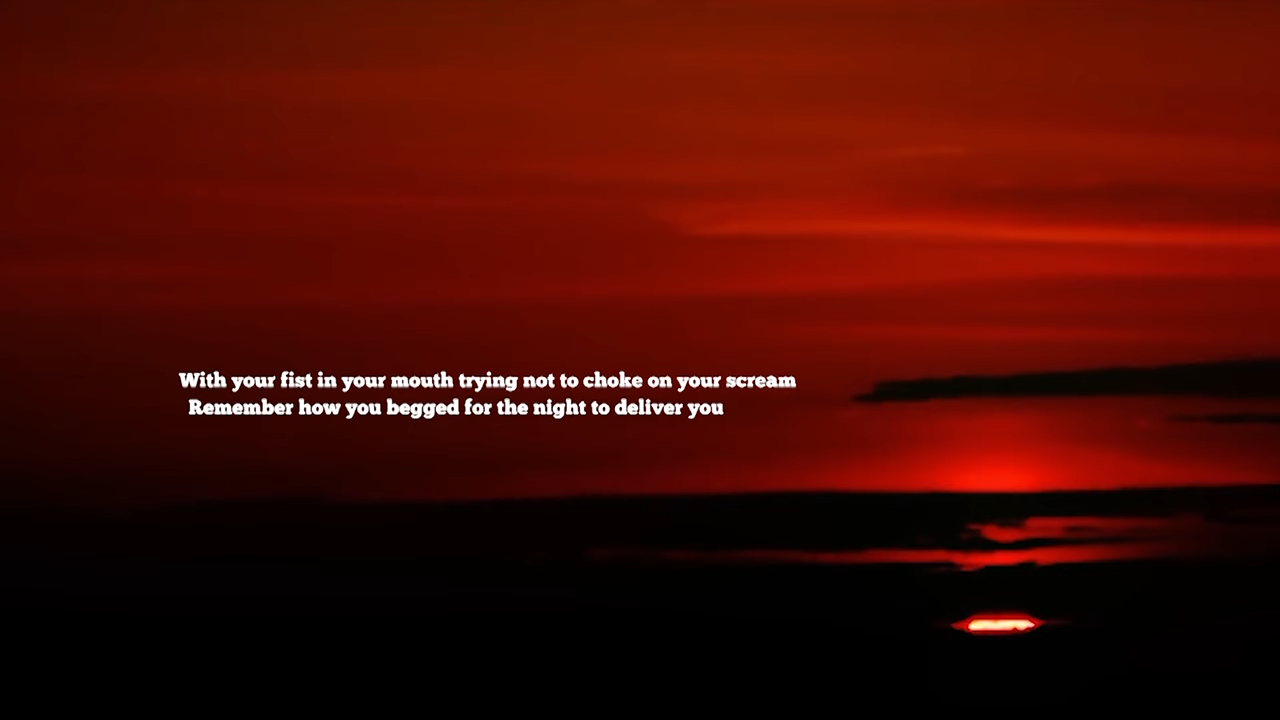 With your fist in your mouth trying not to choke on your scream
Remember how you begged for the night to deliver you